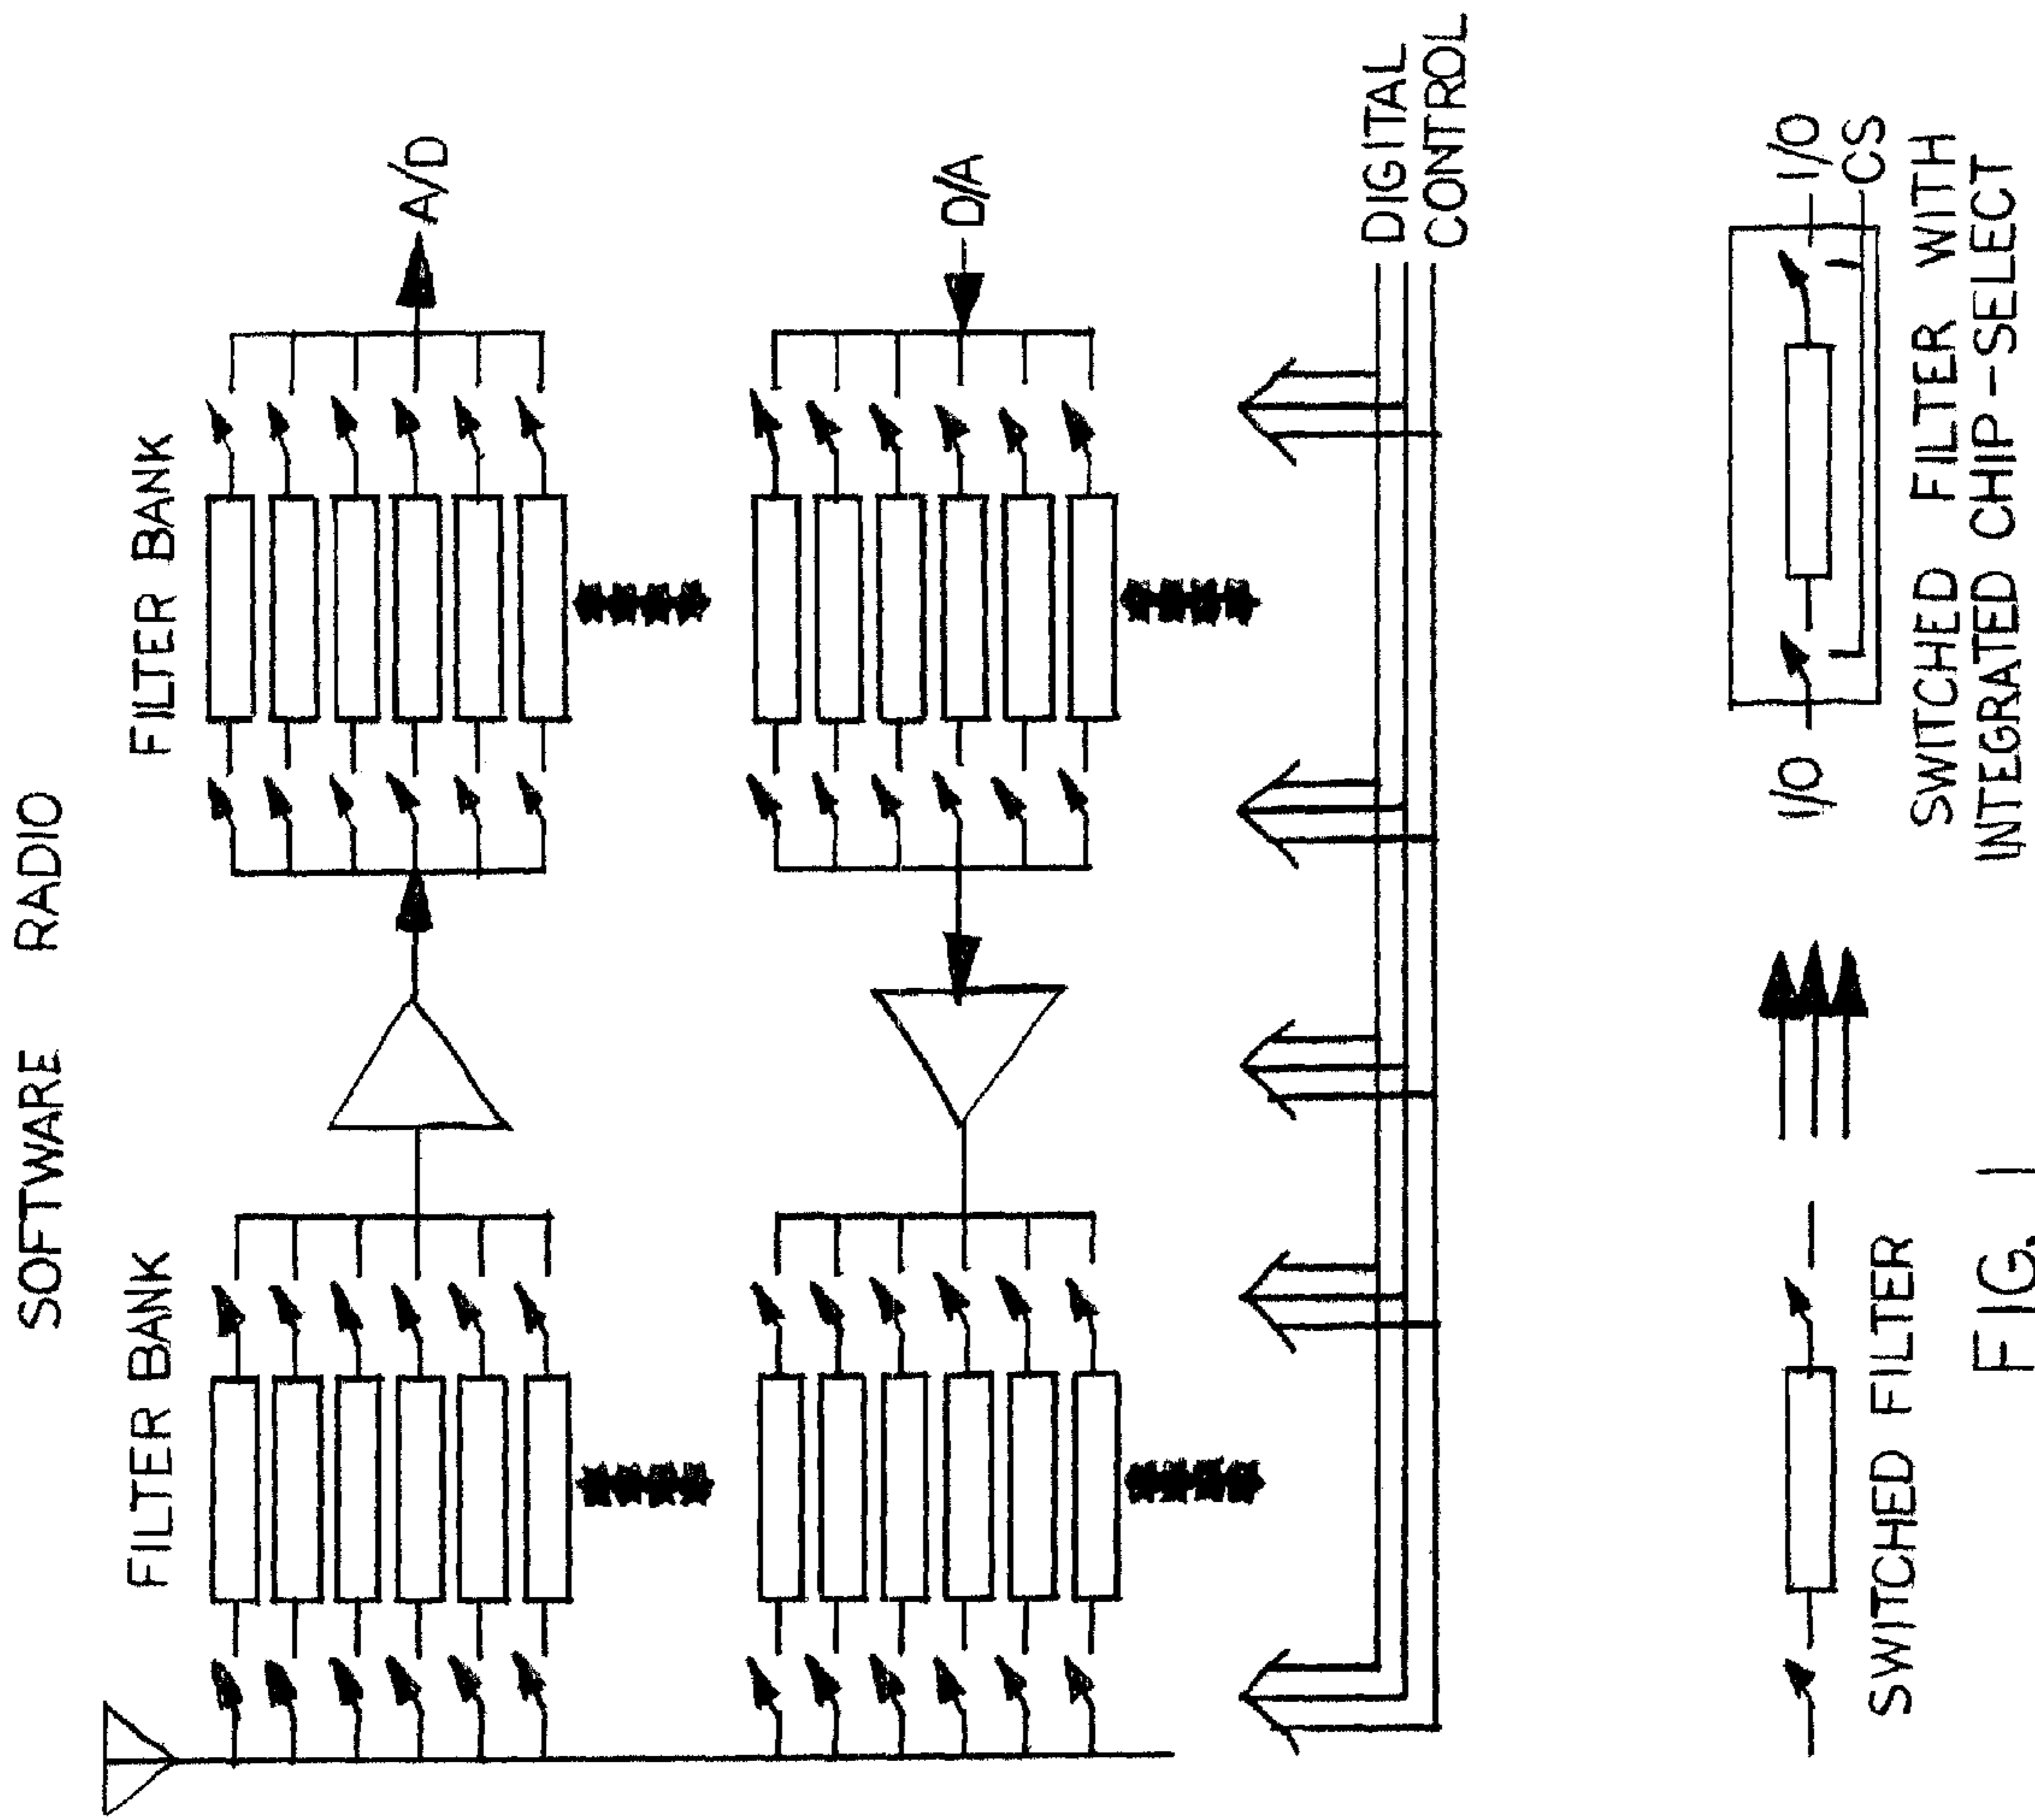 SOFTWARE RADIO
FILTER BANK
FILTER BANK
A/D
D/A
DIGITAL
CONTROL
I/O
I/O
CS
SWITCHED FILTER
SWITCHED FILTER WITH
INTEGRATED CHIP-SELECT
FIG. 1